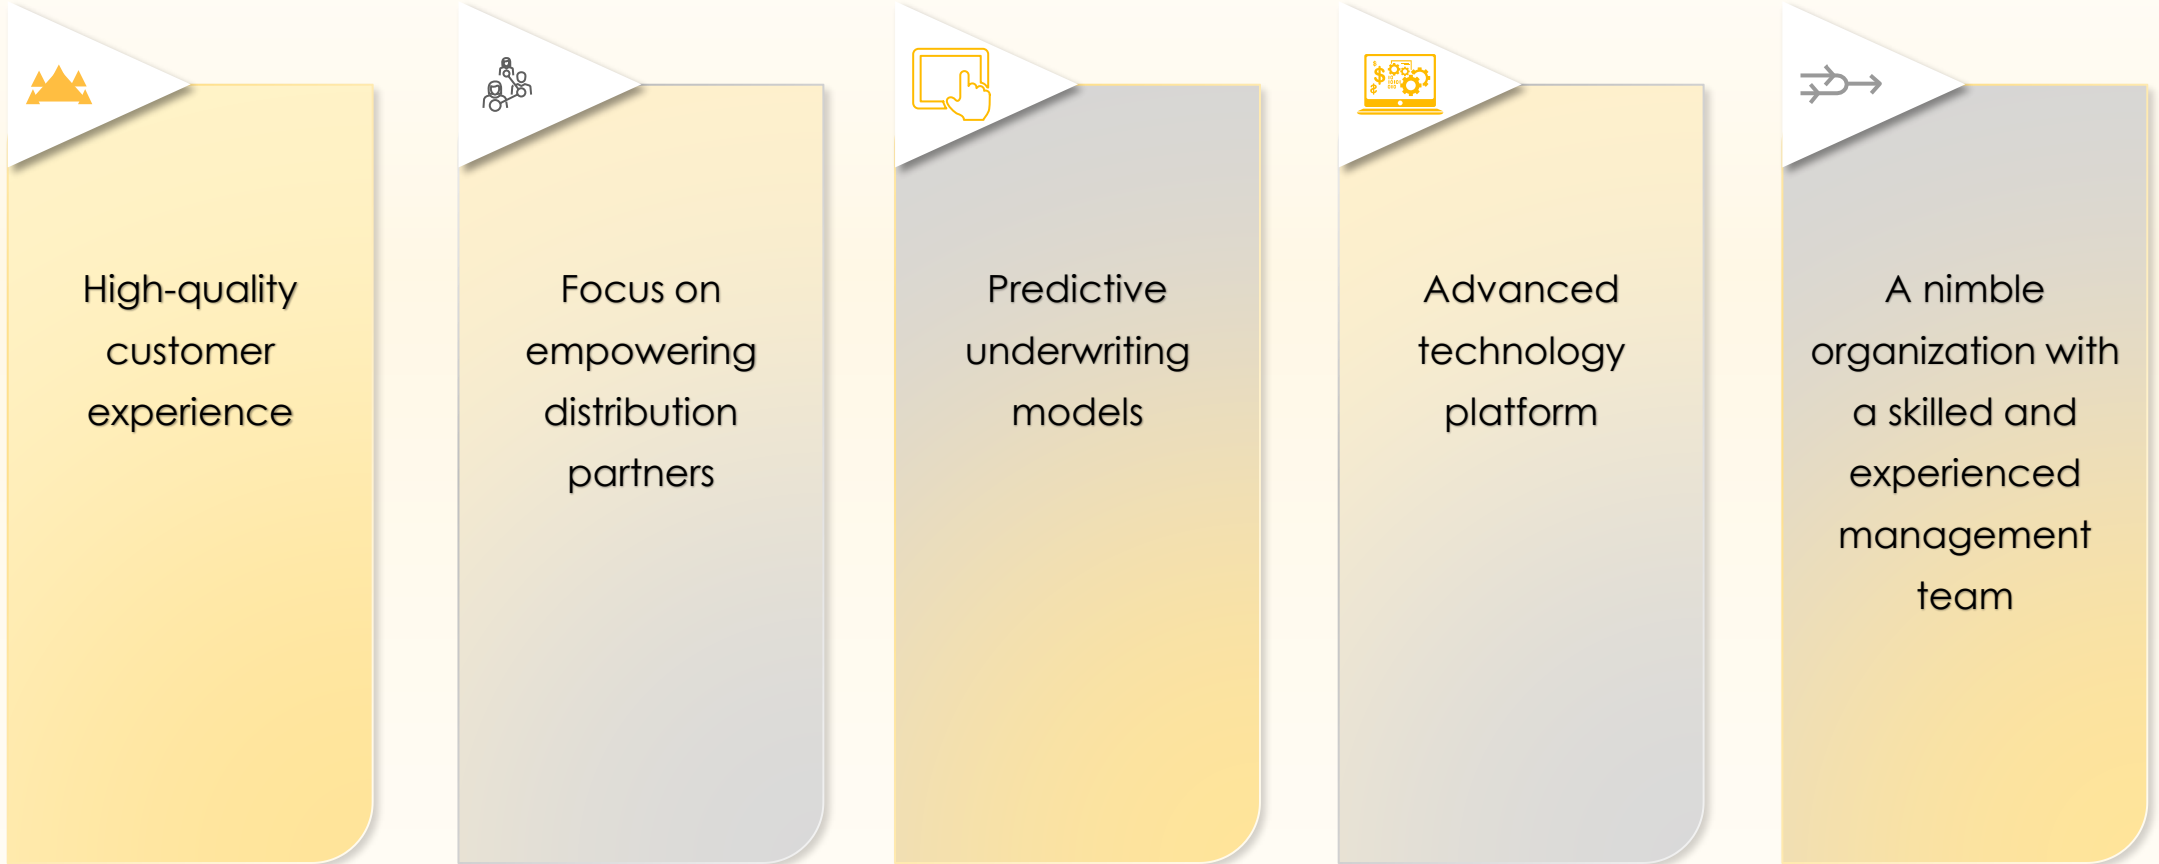 High-quality
customer
experience
Focus on
empowering
distribution
partners
Predictive
underwriting
models
Advanced
technology
platform
A nimble
organization with
a skilled and
experienced
management
team